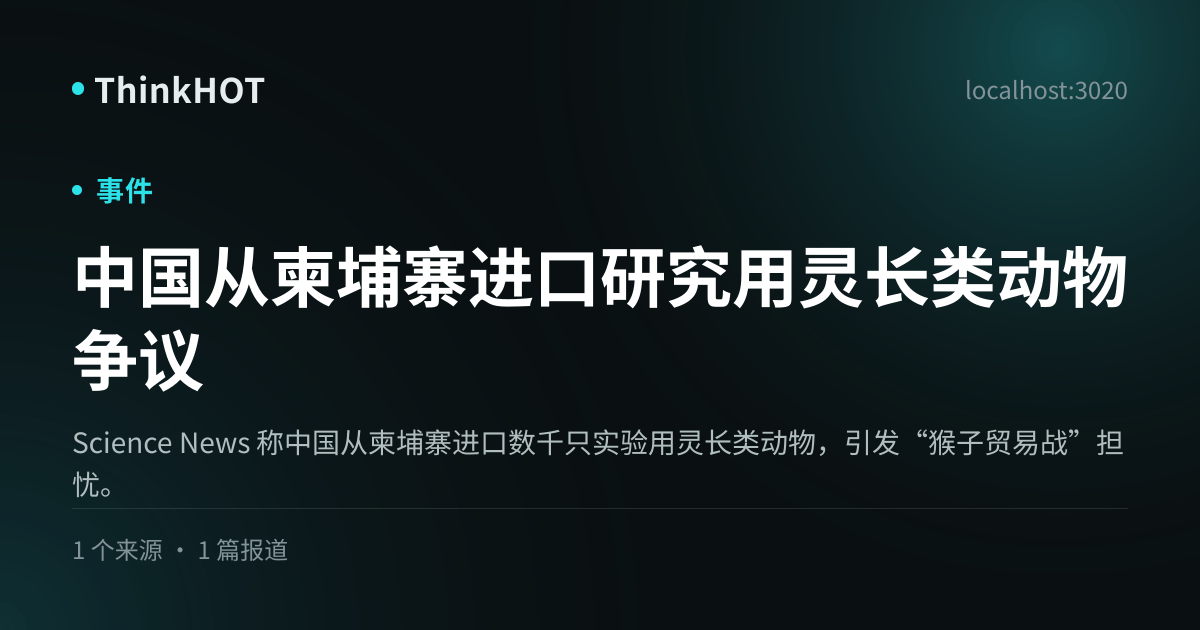 ThinkHOT
localhost:3020
事件
中国从柬埔寨进口研究用灵长类动物
争议
Science News 称中国从柬埔寨进口数千只实验用灵长类动物，引发“猴子贸易战”担
忧。
1 个来源 · 1 篇报道